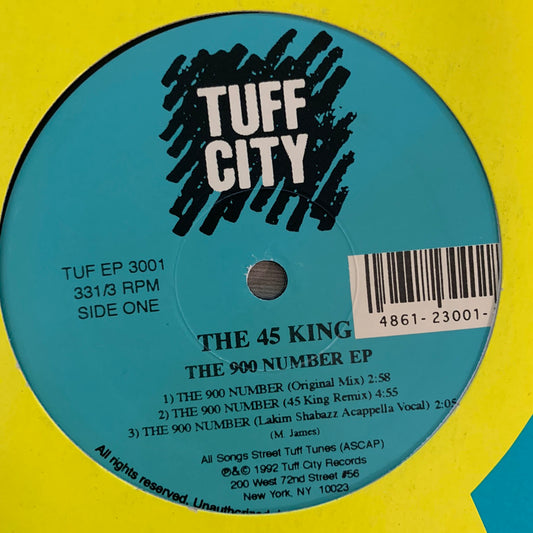 TUFF
CITY
TUF EP 3001
331/3 RPM
SIDE ONE
4861-23001-
THE 45 KING
THE 900 NUMBER EP
1) THE 900 NUMBER (Original Mix) 2:58
2) THE 900 NUMBER (45 King Remix) 4:55
3) THE 900 NUMBER (Lakim Shabazz Acappella Vocal) 2:05
(M. James)
All Songs Street Tuff Tunes (ASCAP)
℗&© 1992 Tuff City Records
200 West 72nd Street #56
New York, NY 10023
All rights reserved. Unauthorized